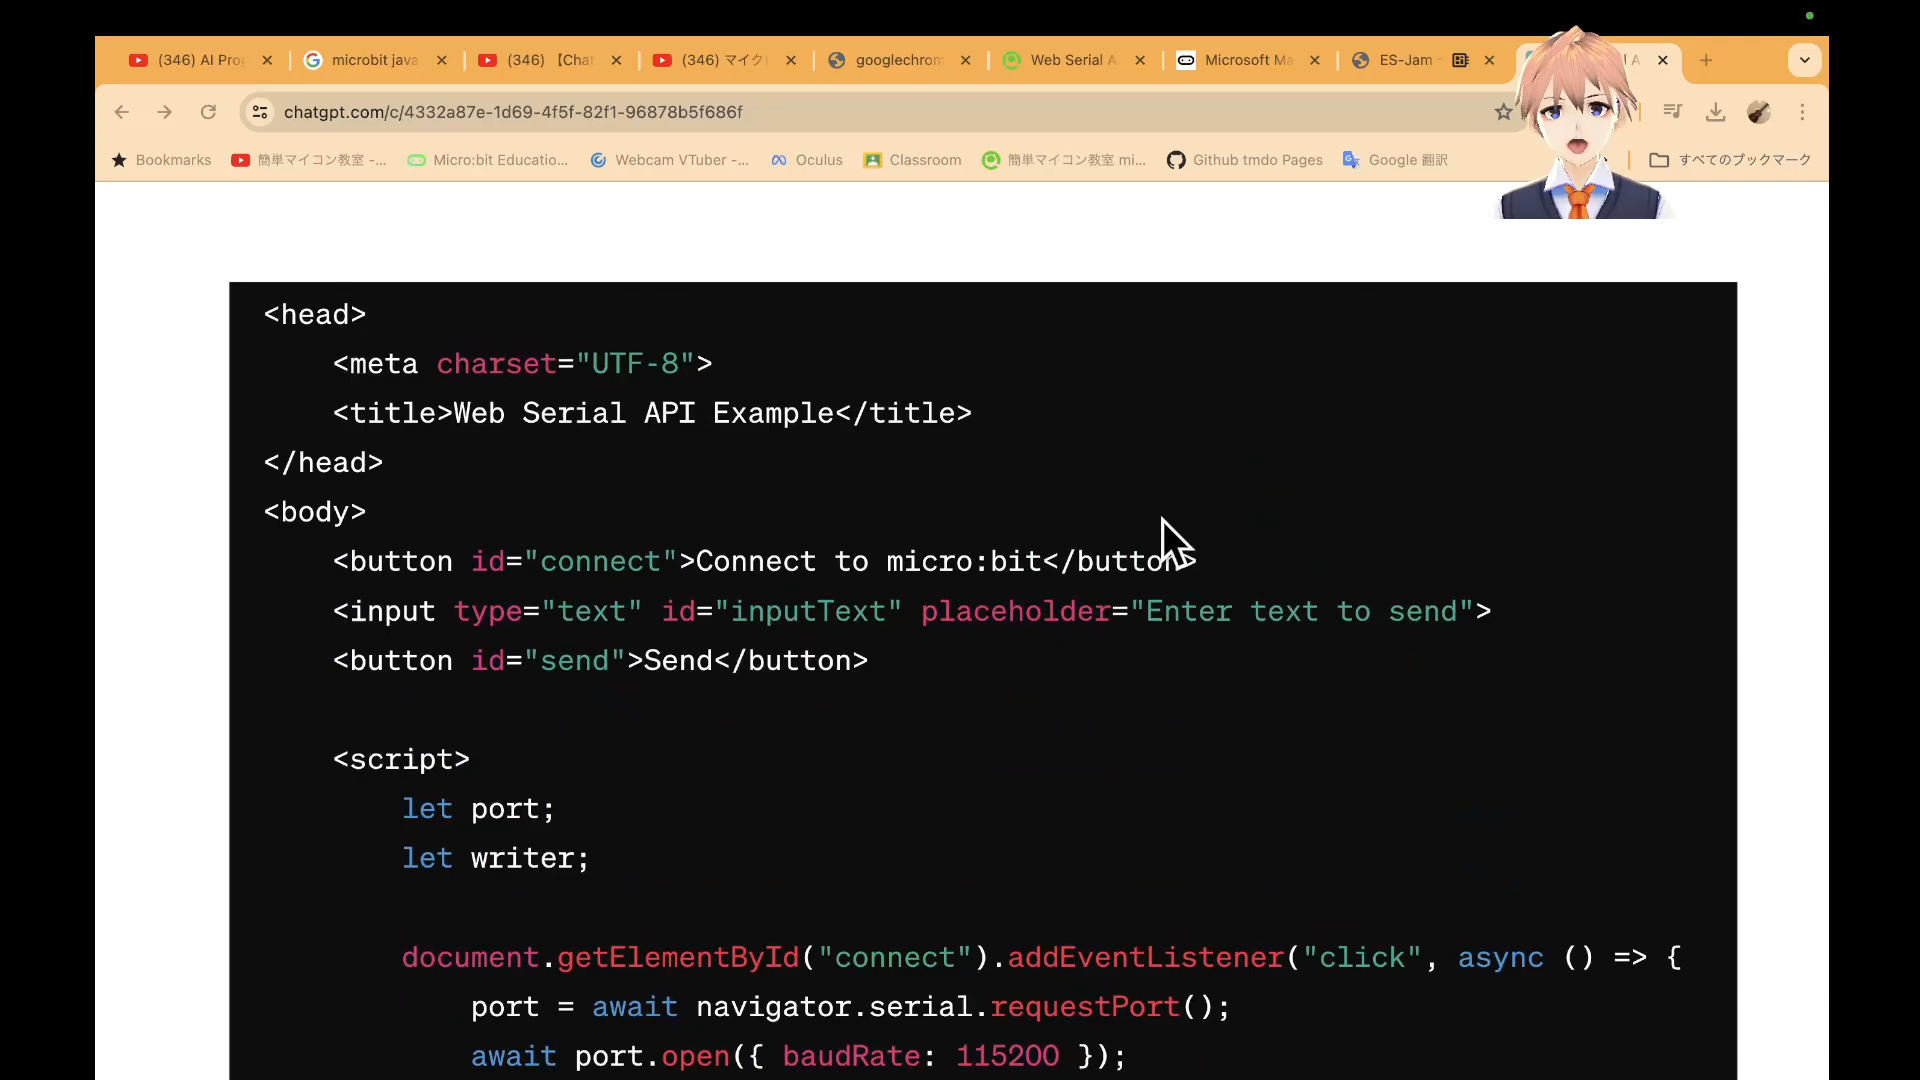 (346) AI Prog
microbit java
(346) 【Chat
(346) マイク
googlechrom
Web Serial A
Microsoft Ma
ES-Jam -
chatgpt.com/c/4332a87e-1d69-4f5f-82f1-96878b5f686f
Bookmarks
簡単マイコン教室 -...
Micro:bit Educatio...
Webcam VTuber -...
Oculus
Classroom
簡単マイコン教室 mi...
Github tmdo Pages
Google 翻訳
すべてのブックマーク
<head>
<meta charset="UTF-8">
<title>Web Serial API Example</title>
</head>
<body>
<button id="connect">Connect to micro:bit</button>
<input type="text" id="inputText" placeholder="Enter text to send">
<button id="send">Send</button>
<script>
let port;
let writer;
document.getElementById("connect").addEventListener("click", async () => {
port = await navigator.serial.requestPort();
await port.open({ baudRate: 115200 });